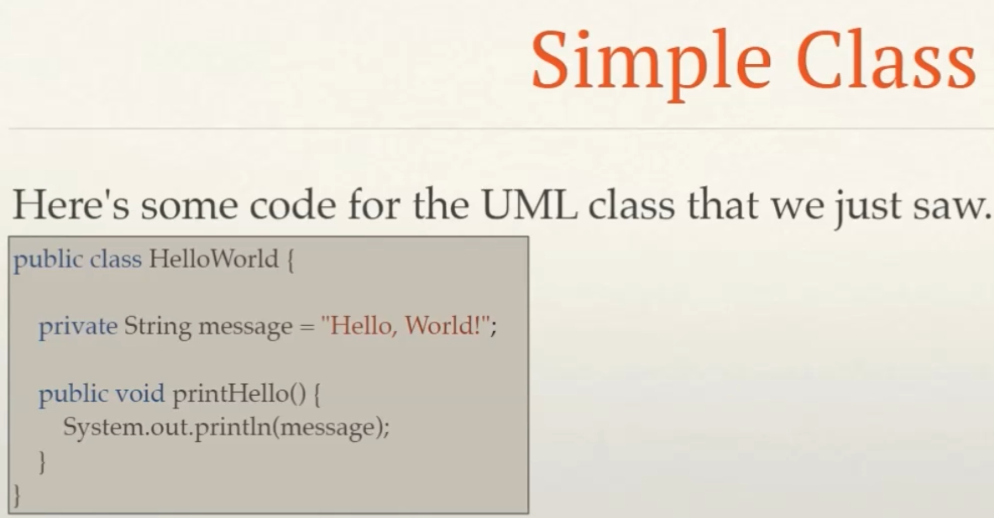 Simple Class
Here's some code for the UML class that we just saw.
public class HelloWorld {
private String message = "Hello, World!";
public void printHello() {
System.out.println(message);
}
}